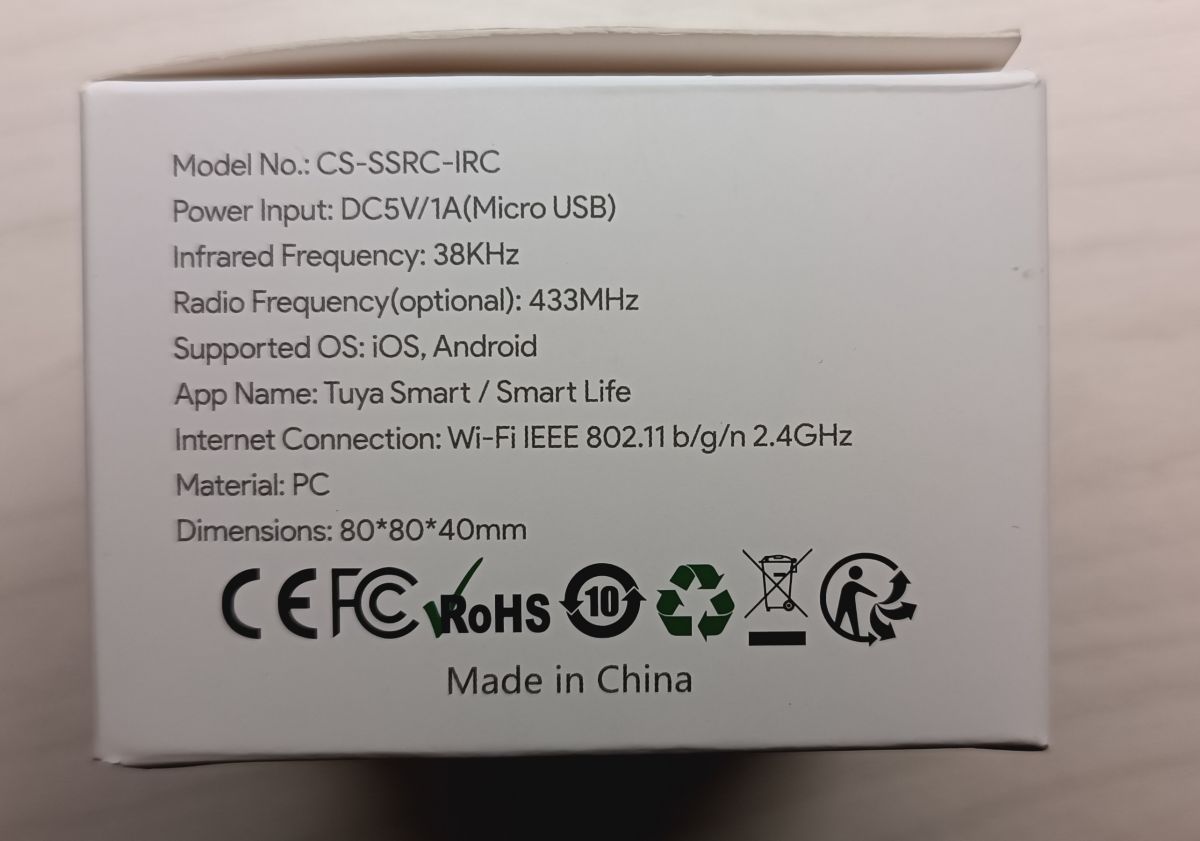 Model No.: CS-SSRC-IRC
Power Input: DC5V/1A(Micro USB)
Infrared Frequency: 38KHz
Radio Frequency(optional): 433MHz
Supported OS: iOS, Android
App Name: Tuya Smart / Smart Life
Internet Connection: Wi-Fi IEEE 802.11 b/g/n 2.4GHz
Material: PC
Dimensions: 80*80*40mm
CE FC RoHS 10
Made in China